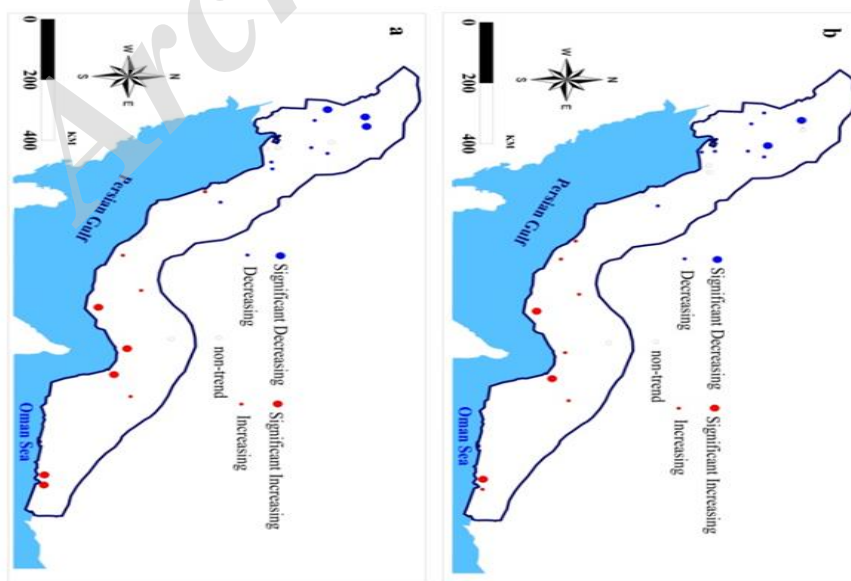 Arc
a
0 200 400
KM
W
N
S
E
Significant Decreasing
Significant Increasing
non-trend
Decreasing
Increasing
Persian Gulf
Oman Sea
b
0 200 400
KM
W
N
S
E
Significant Decreasing
Significant Increasing
non-trend
Decreasing
Increasing
Persian Gulf
Oman Sea